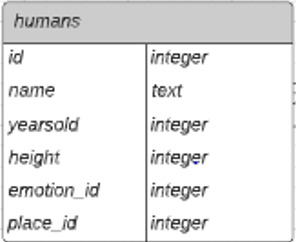 humans
id integer
name text
yearsold integer
height integer
emotion_id integer
place_id integer